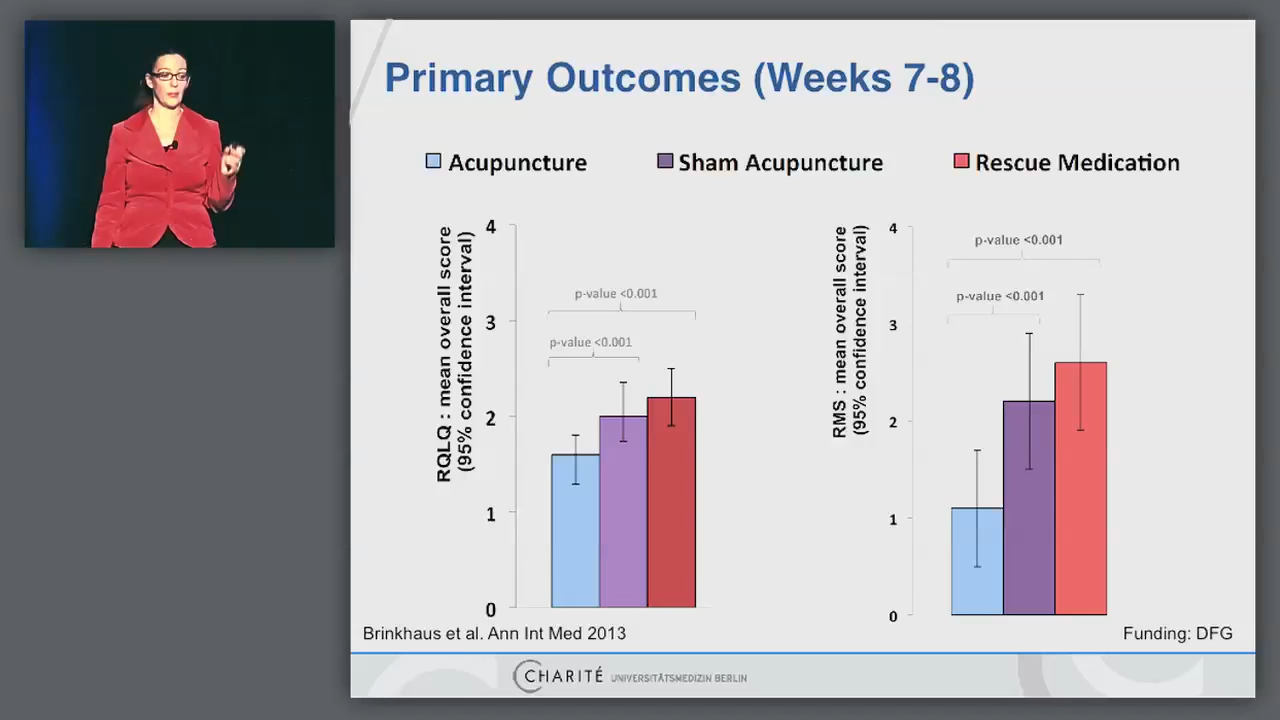 Primary Outcomes (Weeks 7-8)
Acupuncture
Sham Acupuncture
Rescue Medication
RQLQ : mean overall score
(95% confidence interval)
4
3
2
1
0
p-value <0.001
p-value <0.001
RMS : mean overall score
(95% confidence interval)
4
3
2
1
0
p-value <0.001
p-value <0.001
Brinkhaus et al. Ann Int Med 2013
Funding: DFG
CHARITÉ UNIVERSITÄTSMEDIZIN BERLIN